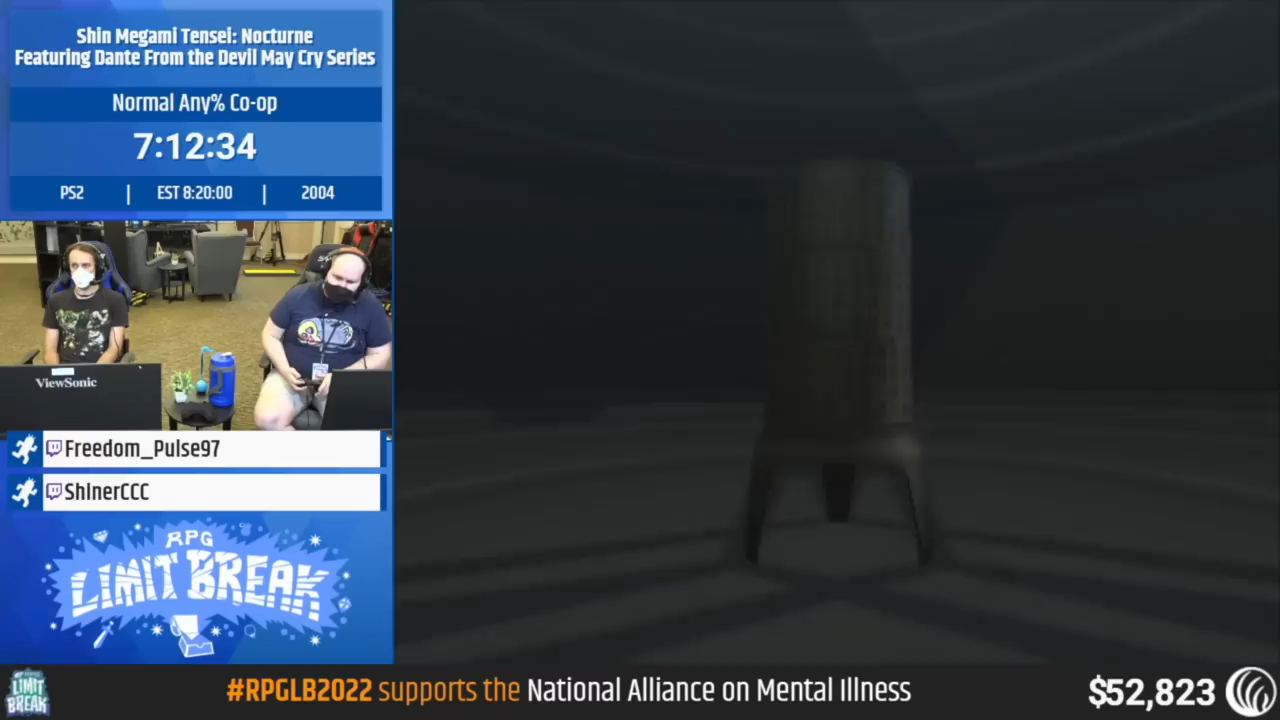 Shin Megami Tensei: Nocturne
Featuring Dante From the Devil May Cry Series
Normal Any% Co-op
7:12:34
PS2 | EST 8:20:00 | 2004
ViewSonic
Freedom_Pulse97
ShInerCCC
RPG
LIMIT BREAK
LIMIT
BREAK
#RPGLB2022 supports the National Alliance on Mental Illness
$52,823